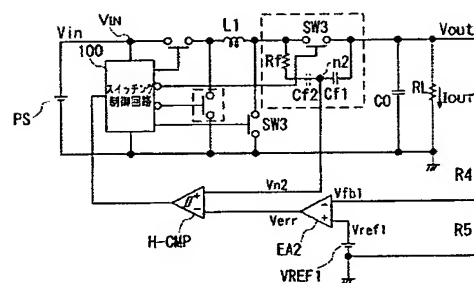 VIN
L1
SW3
Vin
Vout
100
Rf
n2
スイッチング
制御回路
Cf2
Cf1
CO
RL
IOUT
PS
SW3
Vn2
R4
Vfb1
Verr
H-CMP
EA2
Vref1
R5
VREF1